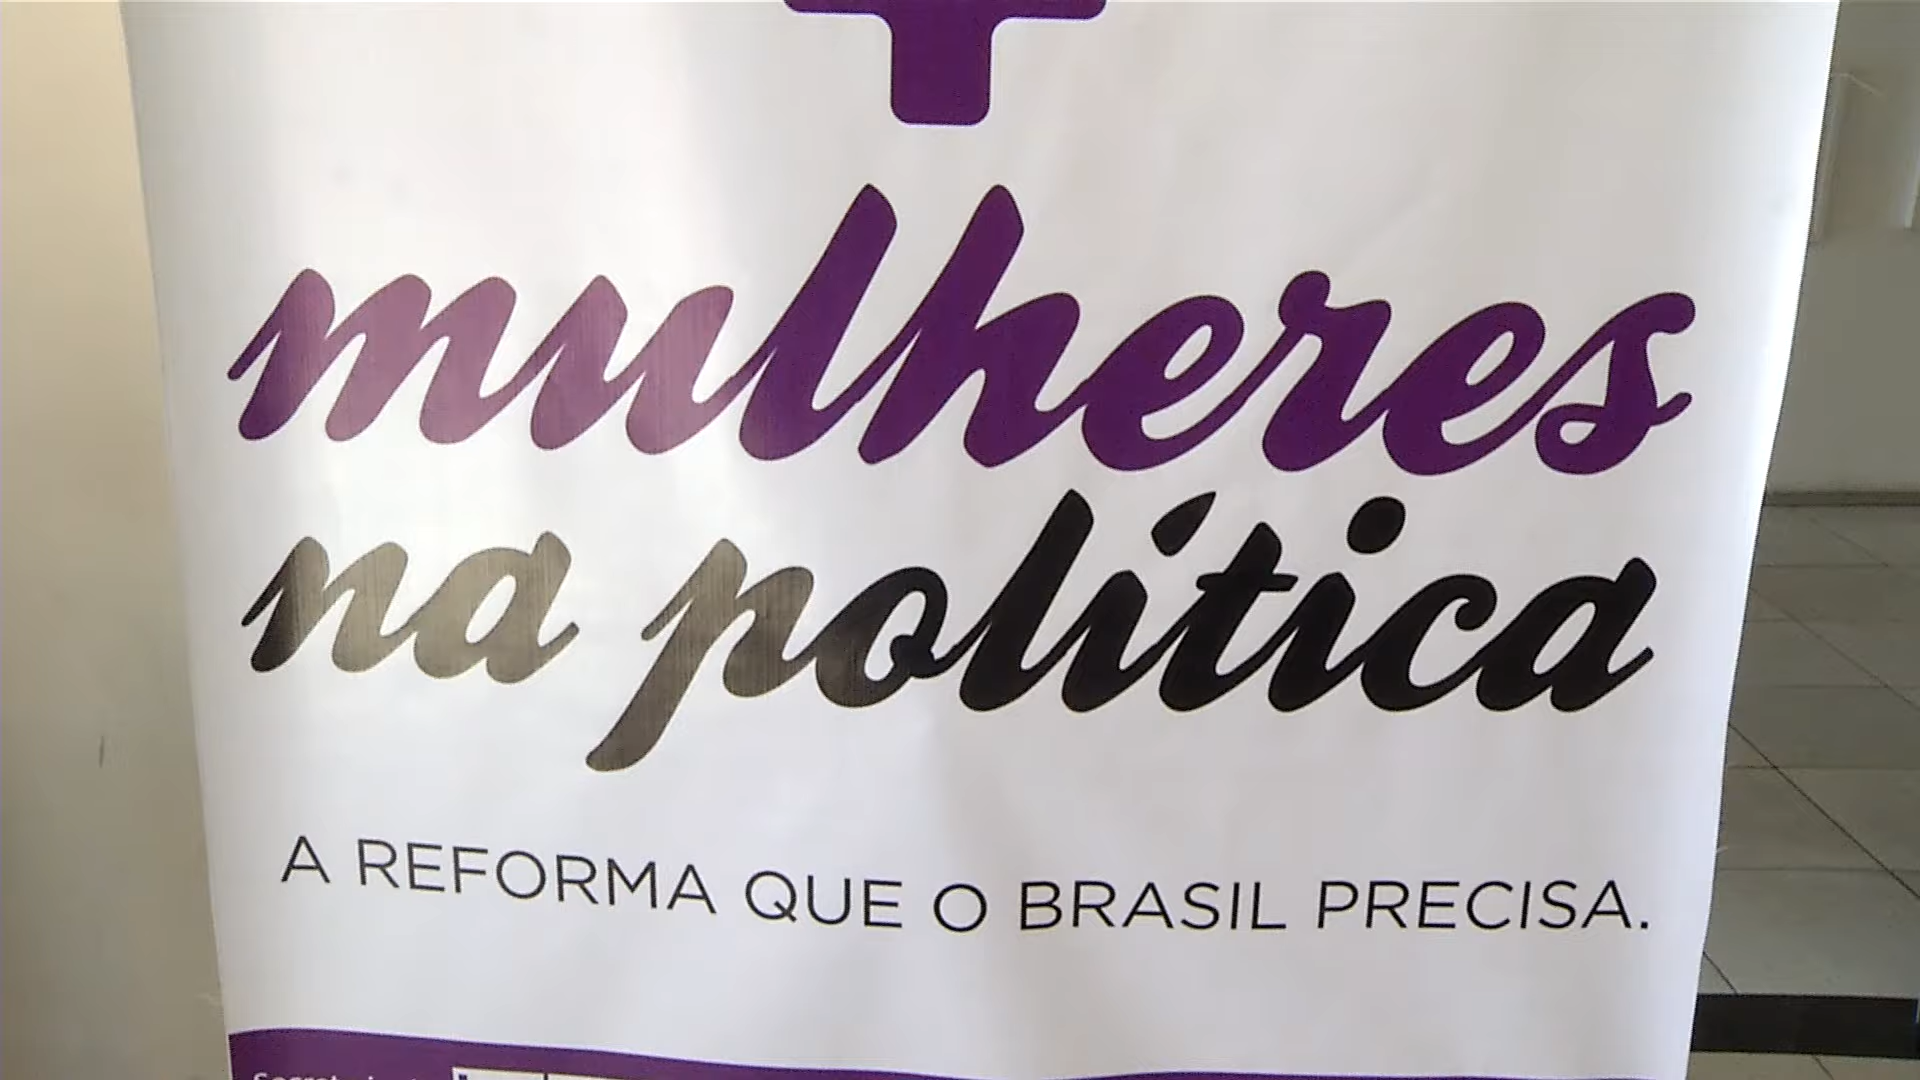 mulheres
na política
A REFORMA QUE O BRASIL PRECISA.